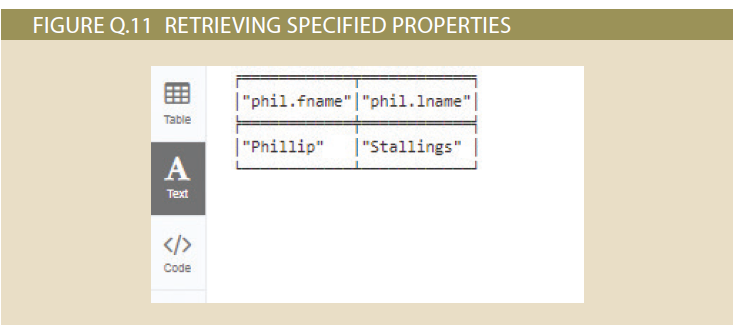 FIGURE Q.11 RETRIEVING SPECIFIED PROPERTIES
Table
"phil.fname" "phil.lname"
"Phillip" "Stallings"
A
Text
</>
Code